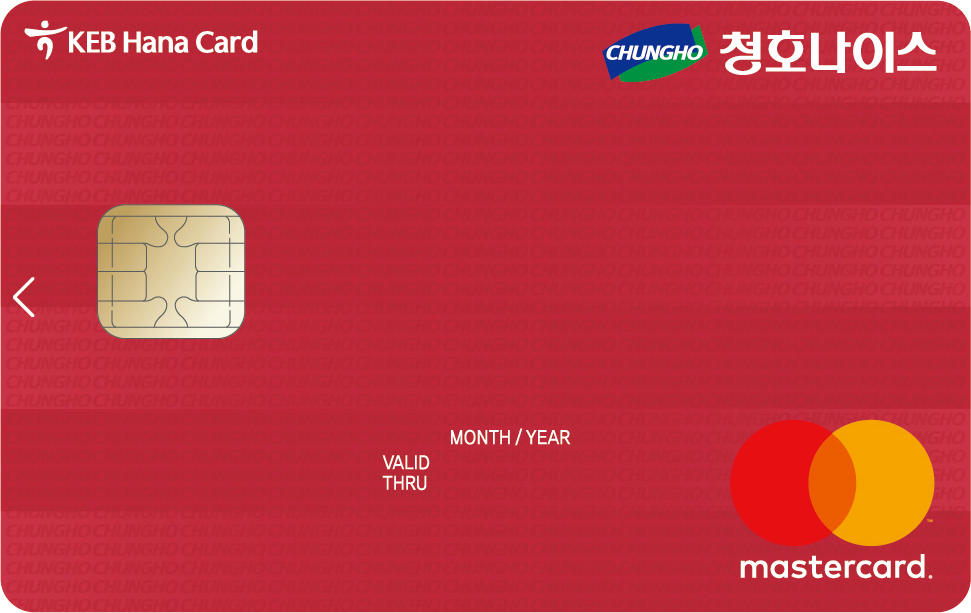 KEB Hana Card
CHUNGHO 청호나이스
MONTH / YEAR
VALID
THRU
mastercard.